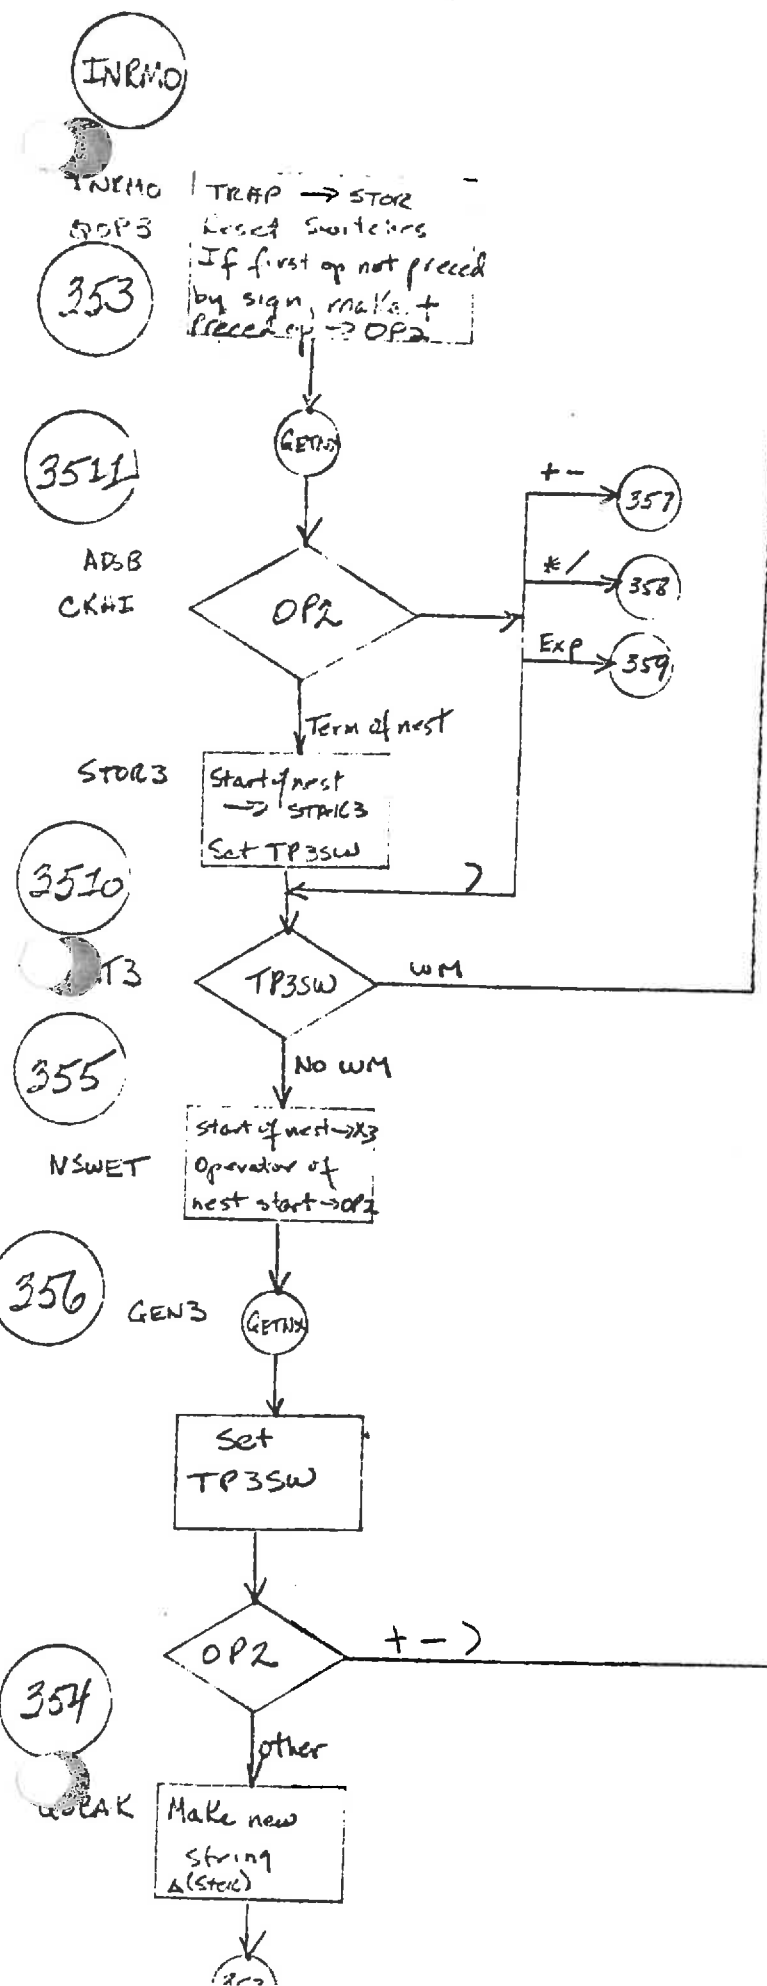 INRMO
INRMO
TRAP → STOR
Reset Switches
If first op not preced
by sign, make +
Preced op → OP2
353
GETNX
3511
+ -
357
ADSB
CKHI
OP2
* /
358
Exp
359
Term of nest
STOR3
Start of nest
→
Set TP3SW
)
3510
T3
TP3SW
WM
355
NO WM
NSWET
Start of nest → X3
Operator of
nest start → OP2
356
GEN3
GETNX
Set
TP3SW
354
OP2
+ - )
other
Make new
string
353